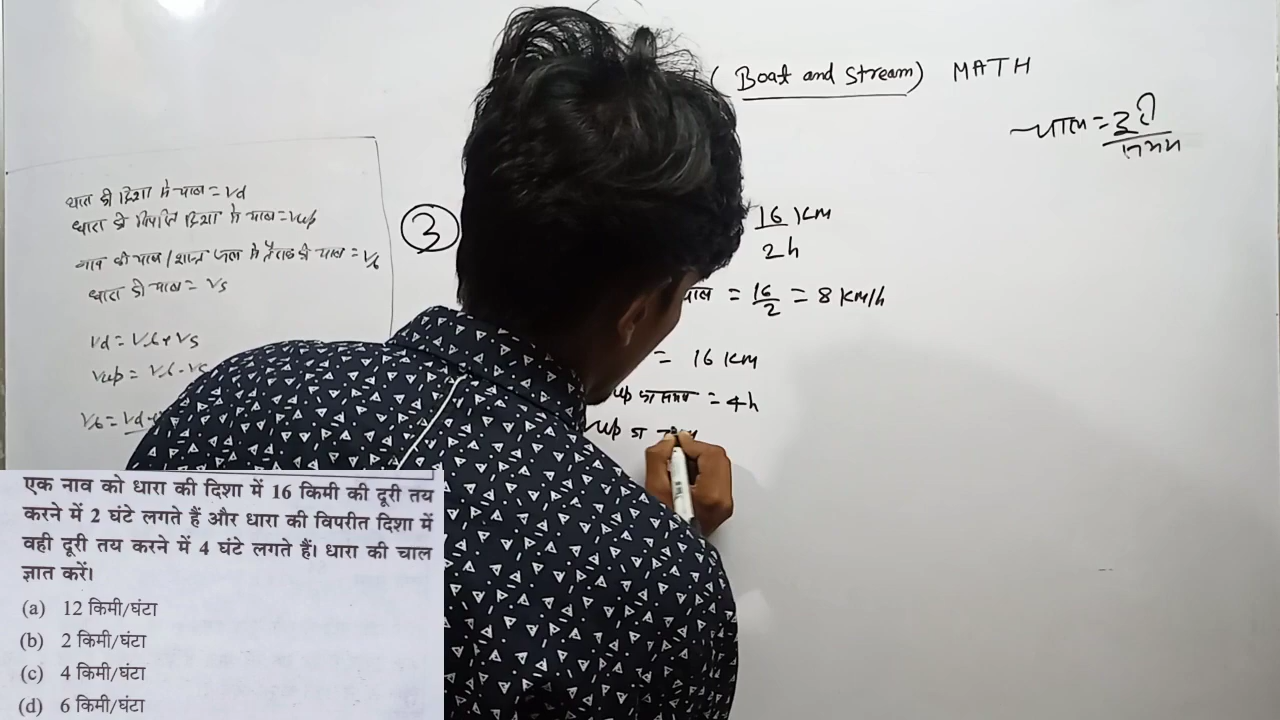 ( Boat and Stream) MATH
चाल = दूरी
समय
धारा की दिशा में चाल = Vd
धारा की विपरीत दिशा में चाल = Vup
नाव की चाल / शान्त जल में तैराक की चाल = Vb
धारा की चाल = Vs
Vd = Vb + Vs
Vup = Vb - Vs
Vb = Vd
3
16 KM
2h
चाल = 16/2 = 8 KM/h
= 16 KM
up का समय = 4h
Vup का
एक नाव को धारा की दिशा में 16 किमी की दूरी तय
करने में 2 घंटे लगते हैं और धारा की विपरीत दिशा में
वही दूरी तय करने में 4 घंटे लगते हैं। धारा की चाल
ज्ञात करें।
(a) 12 किमी/घंटा
(b) 2 किमी/घंटा
(c) 4 किमी/घंटा
(d) 6 किमी/घंटा